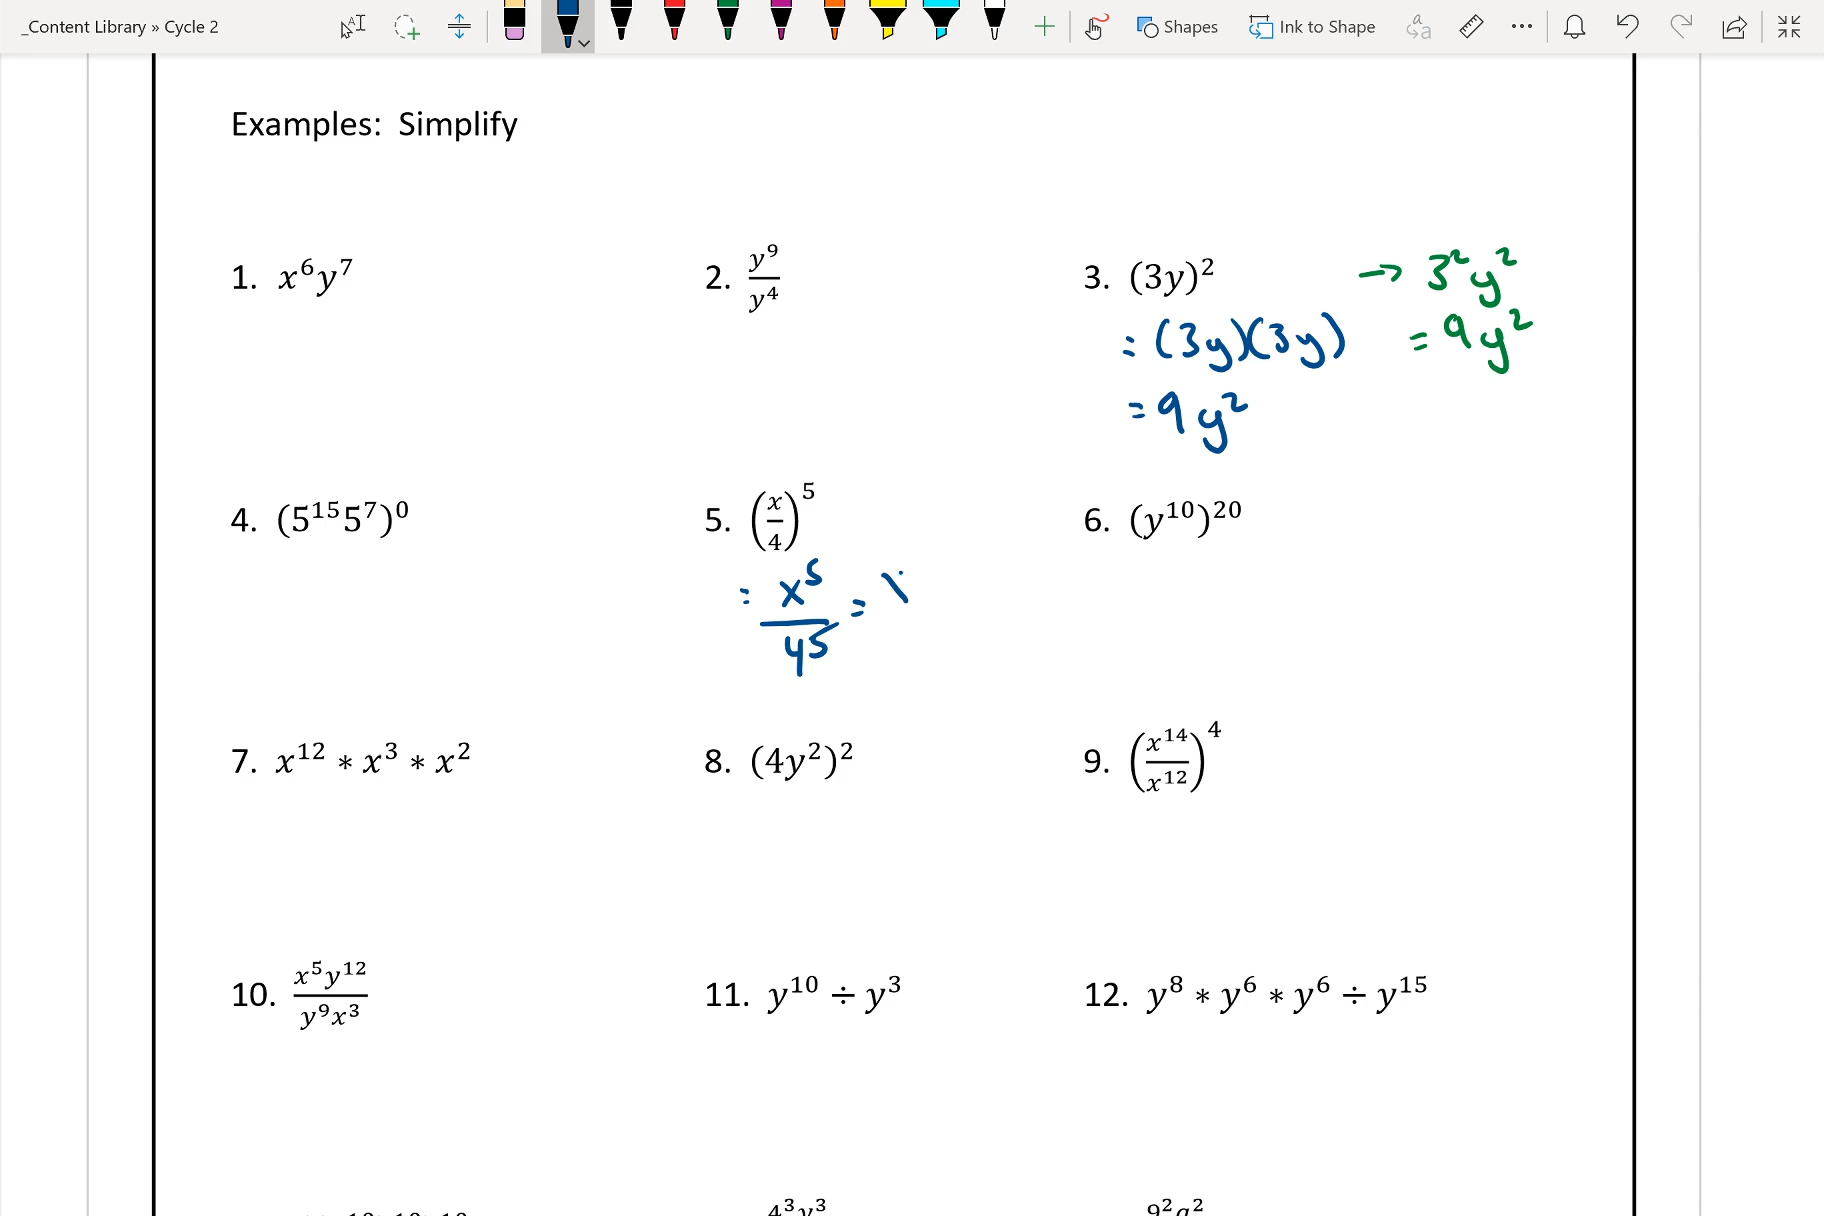 _Content Library » Cycle 2
Shapes
Ink to Shape
Examples: Simplify
1. x⁶y⁷
2. y⁹/y⁴
3. (3y)²
→ 3²y²
= (3y)(3y)
= 9y²
= 9y²
4. (5¹⁵5⁷)⁰
5. (x/4)⁵
= x⁵/4⁵ =
6. (y¹⁰)²⁰
7. x¹² * x³ * x²
8. (4y²)²
9. (x¹⁴/x¹²)⁴
10. x⁵y¹²/y⁹x³
11. y¹⁰ ÷ y³
12. y⁸ * y⁶ * y⁶ ÷ y¹⁵